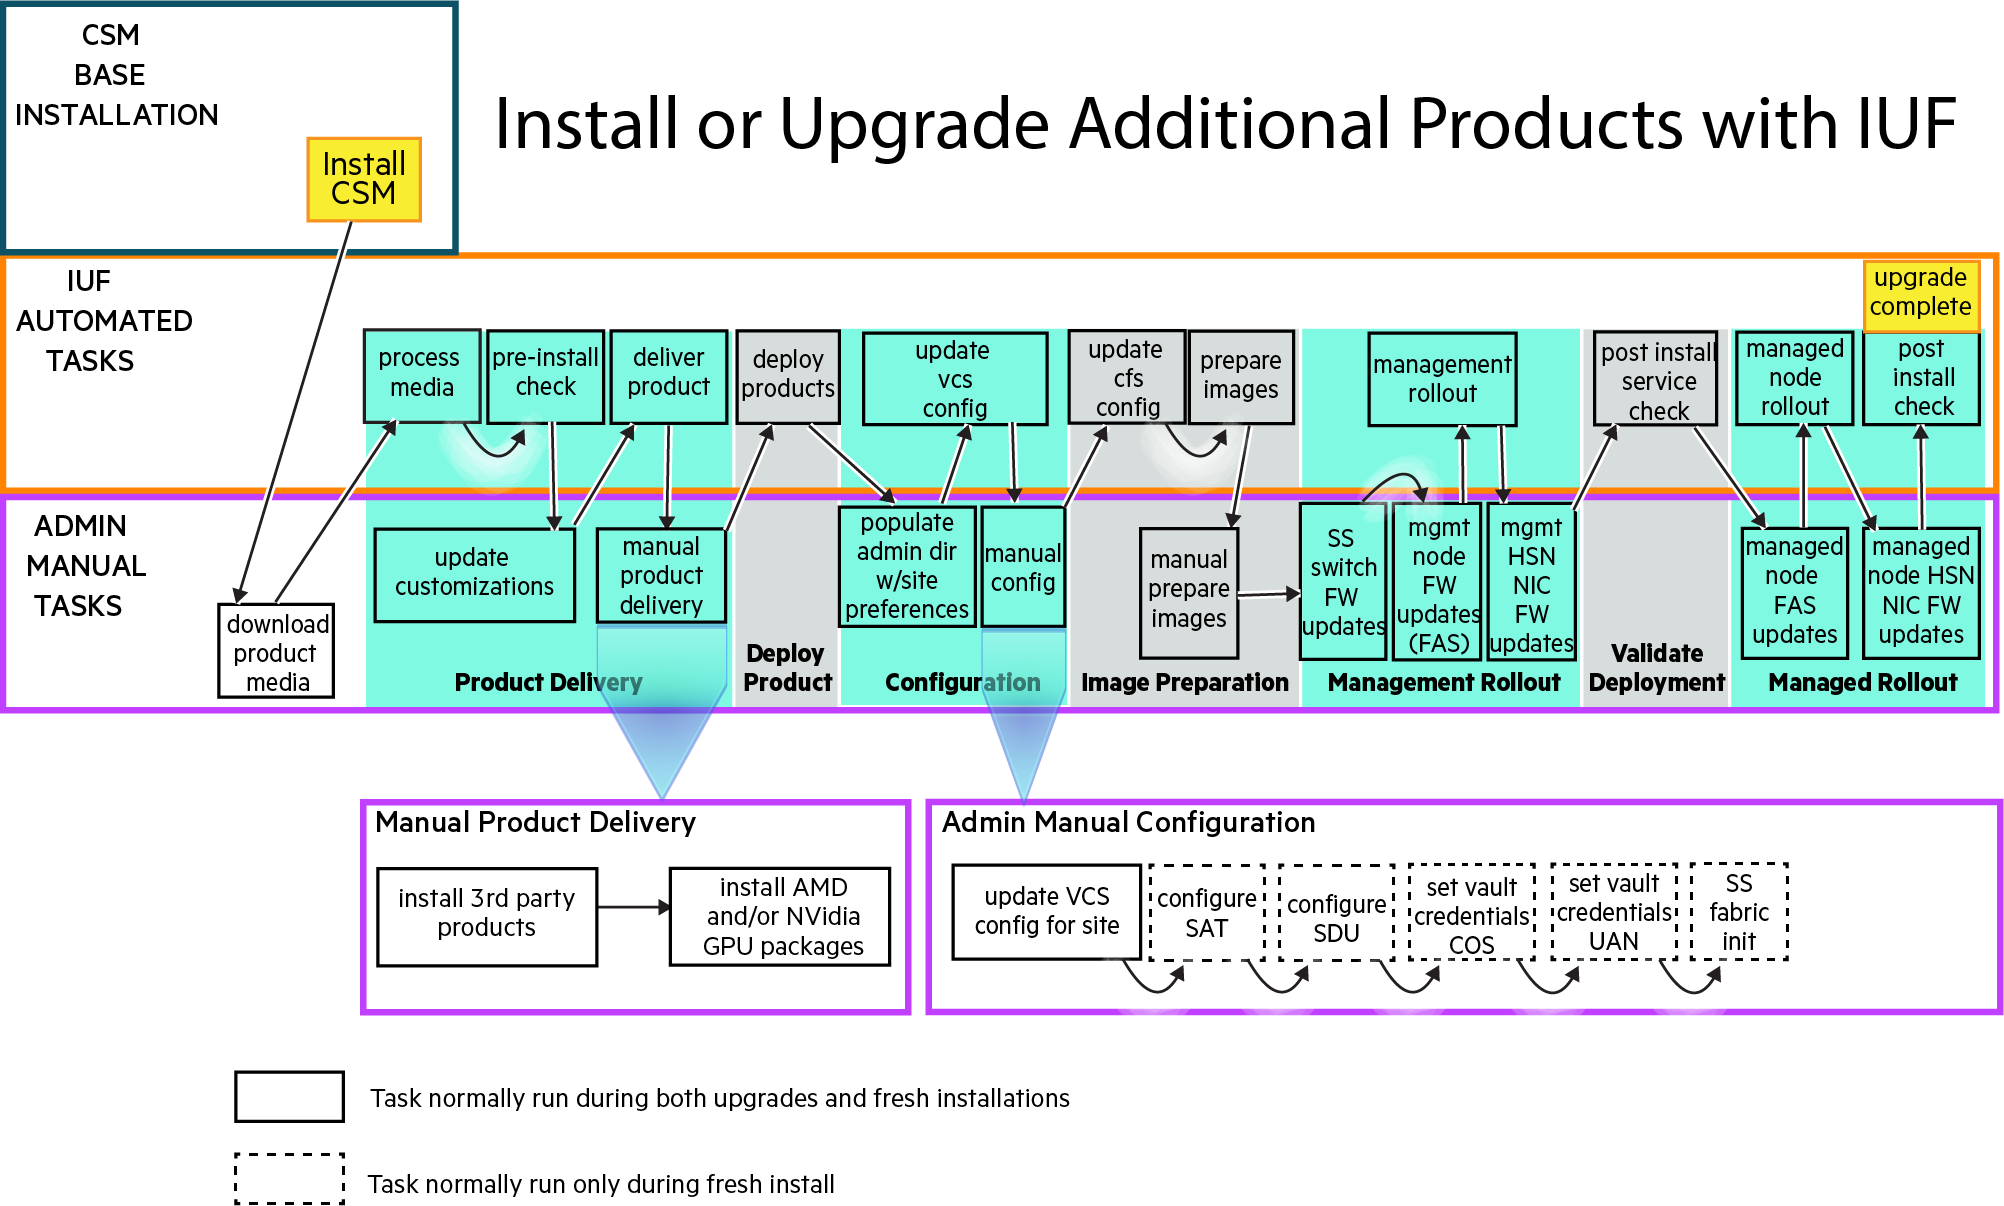 CSM
BASE
INSTALLATION
Install
CSM
Install or Upgrade Additional Products with IUF
IUF
AUTOMATED
TASKS
process
media
pre-install
check
deliver
product
deploy
products
update
vcs
config
update
cfs
config
prepare
images
management
rollout
post install
service
check
managed
node
rollout
upgrade
complete
post
install
check
ADMIN
MANUAL
TASKS
download
product
media
update
customizations
manual
product
delivery
populate
admin dir
w/site
preferences
manual
config
manual
prepare
images
SS
switch
FW
updates
mgmt
node
FW
updates
(FAS)
mgmt
HSN
NIC
FW
updates
managed
node
FAS
updates
managed
node HSN
NIC FW
updates
Product Delivery
Deploy
Product
Configuration
Image Preparation
Management Rollout
Validate
Deployment
Managed Rollout
Manual Product Delivery
install 3rd party
products
install AMD
and/or NVidia
GPU packages
Admin Manual Configuration
update VCS
config for site
configure
SAT
configure
SDU
set vault
credentials
COS
set vault
credentials
UAN
SS
fabric
init
Task normally run during both upgrades and fresh installations
Task normally run only during fresh install